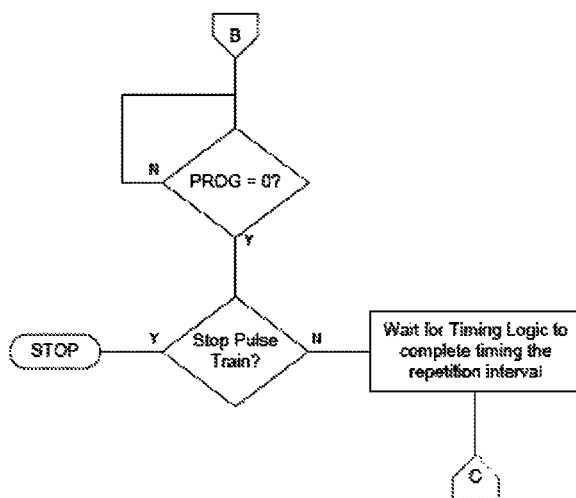 B
N
PROG = 0?
Y
Y
Stop Pulse
Train?
N
STOP
Wait for Timing Logic to
complete timing the
repetition interval
C